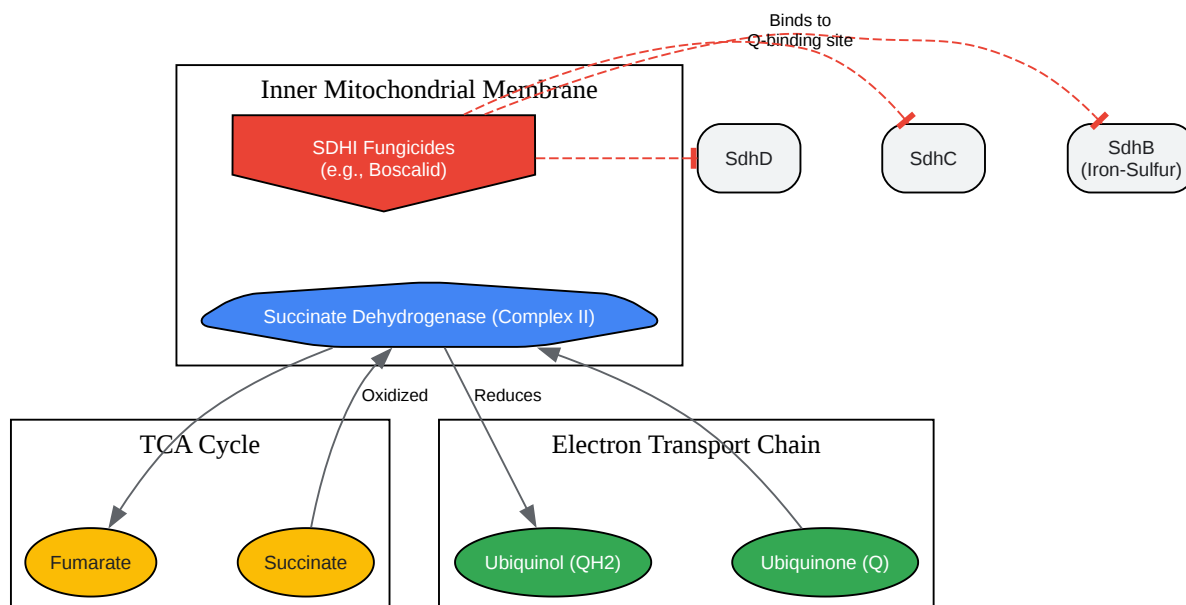 Binds to
Q-binding site
Inner Mitochondrial Membrane
SDHI Fungicides
(e.g., Boscalid)
SdhD
SdhC
SdhB
(Iron-Sulfur)
Succinate Dehydrogenase (Complex II)
Oxidized
Reduces
TCA Cycle
Electron Transport Chain
Fumarate
Succinate
Ubiquinol (QH2)
Ubiquinone (Q)